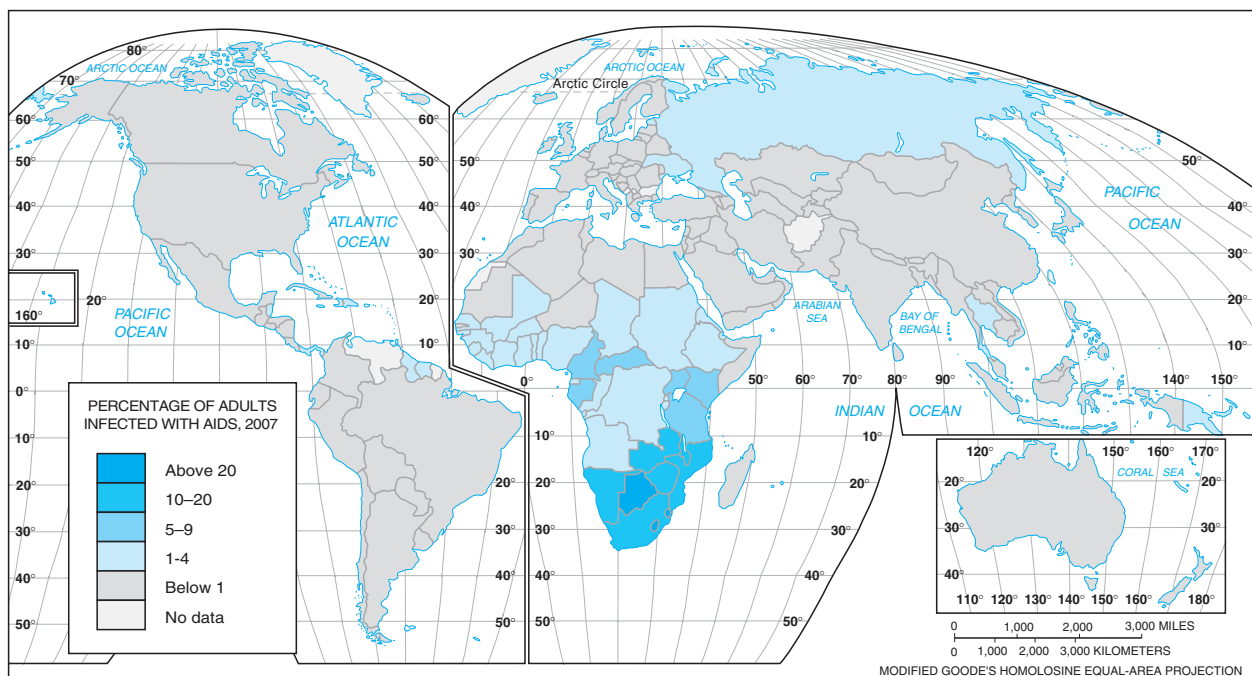 80°
ARCTIC OCEAN
70°
60°
50°
40°
30°
ATLANTIC
OCEAN
20°
160°
PACIFIC
OCEAN
10°
0°
10°
20°
30°
40°
50°
20°
30°
40°
50°
ARCTIC OCEAN
Arctic Circle
60°
50°
40°
30°
20°
10°
0°
10°
20°
30°
40°
50°
50°
PACIFIC
OCEAN
40°
30°
20°
10°
ARABIAN
SEA
BAY OF
BENGAL
50°
60°
70°
80°
90°
140°
150°
INDIAN
OCEAN
10°
20°
30°
PERCENTAGE OF ADULTS
INFECTED WITH AIDS, 2007
Above 20
10–20
5–9
1-4
Below 1
No data
120°
150°
160°
170°
CORAL SEA
20°
20°
30°
30°
40°
40°
110°
120°
130°
140°
150°
160°
180°
0 1,000 2,000 3,000 MILES
0 1,000 2,000 3,000 KILOMETERS
MODIFIED GOODE'S HOMOLOSINE EQUAL-AREA PROJECTION